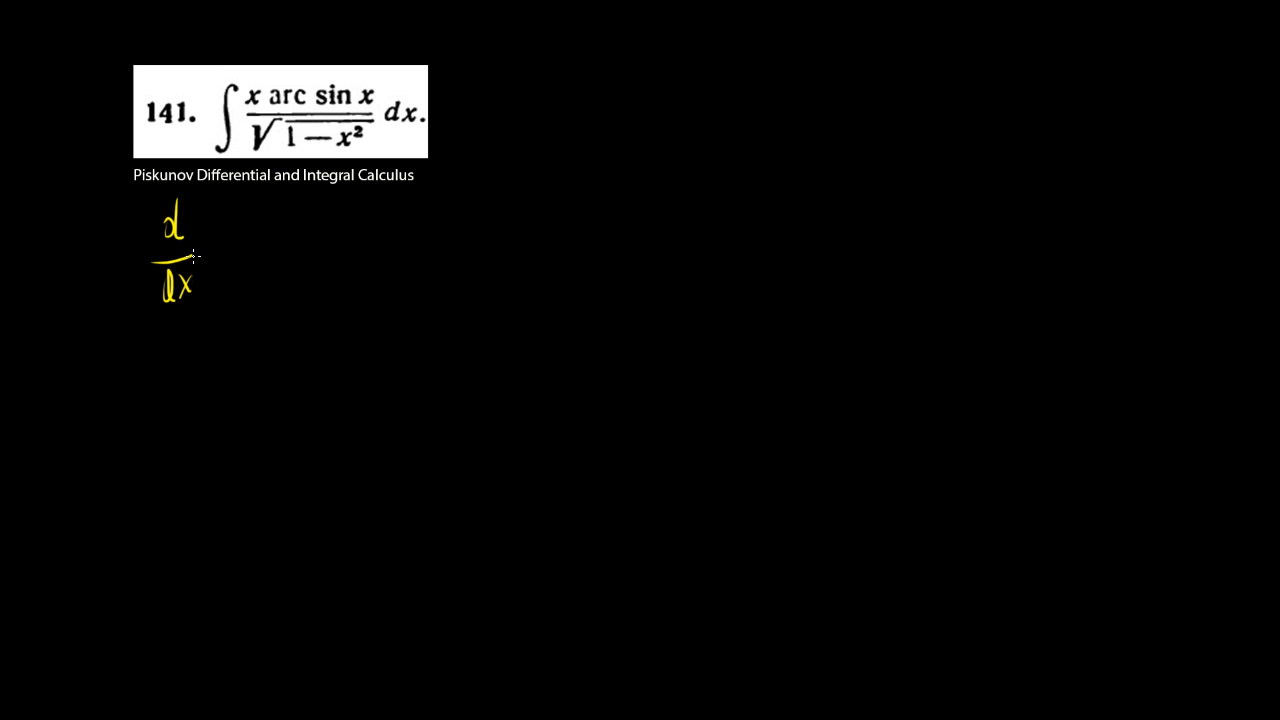 141. ∫ x arc sin x / √1 — x² dx.
Piskunov Differential and Integral Calculus
d
dx